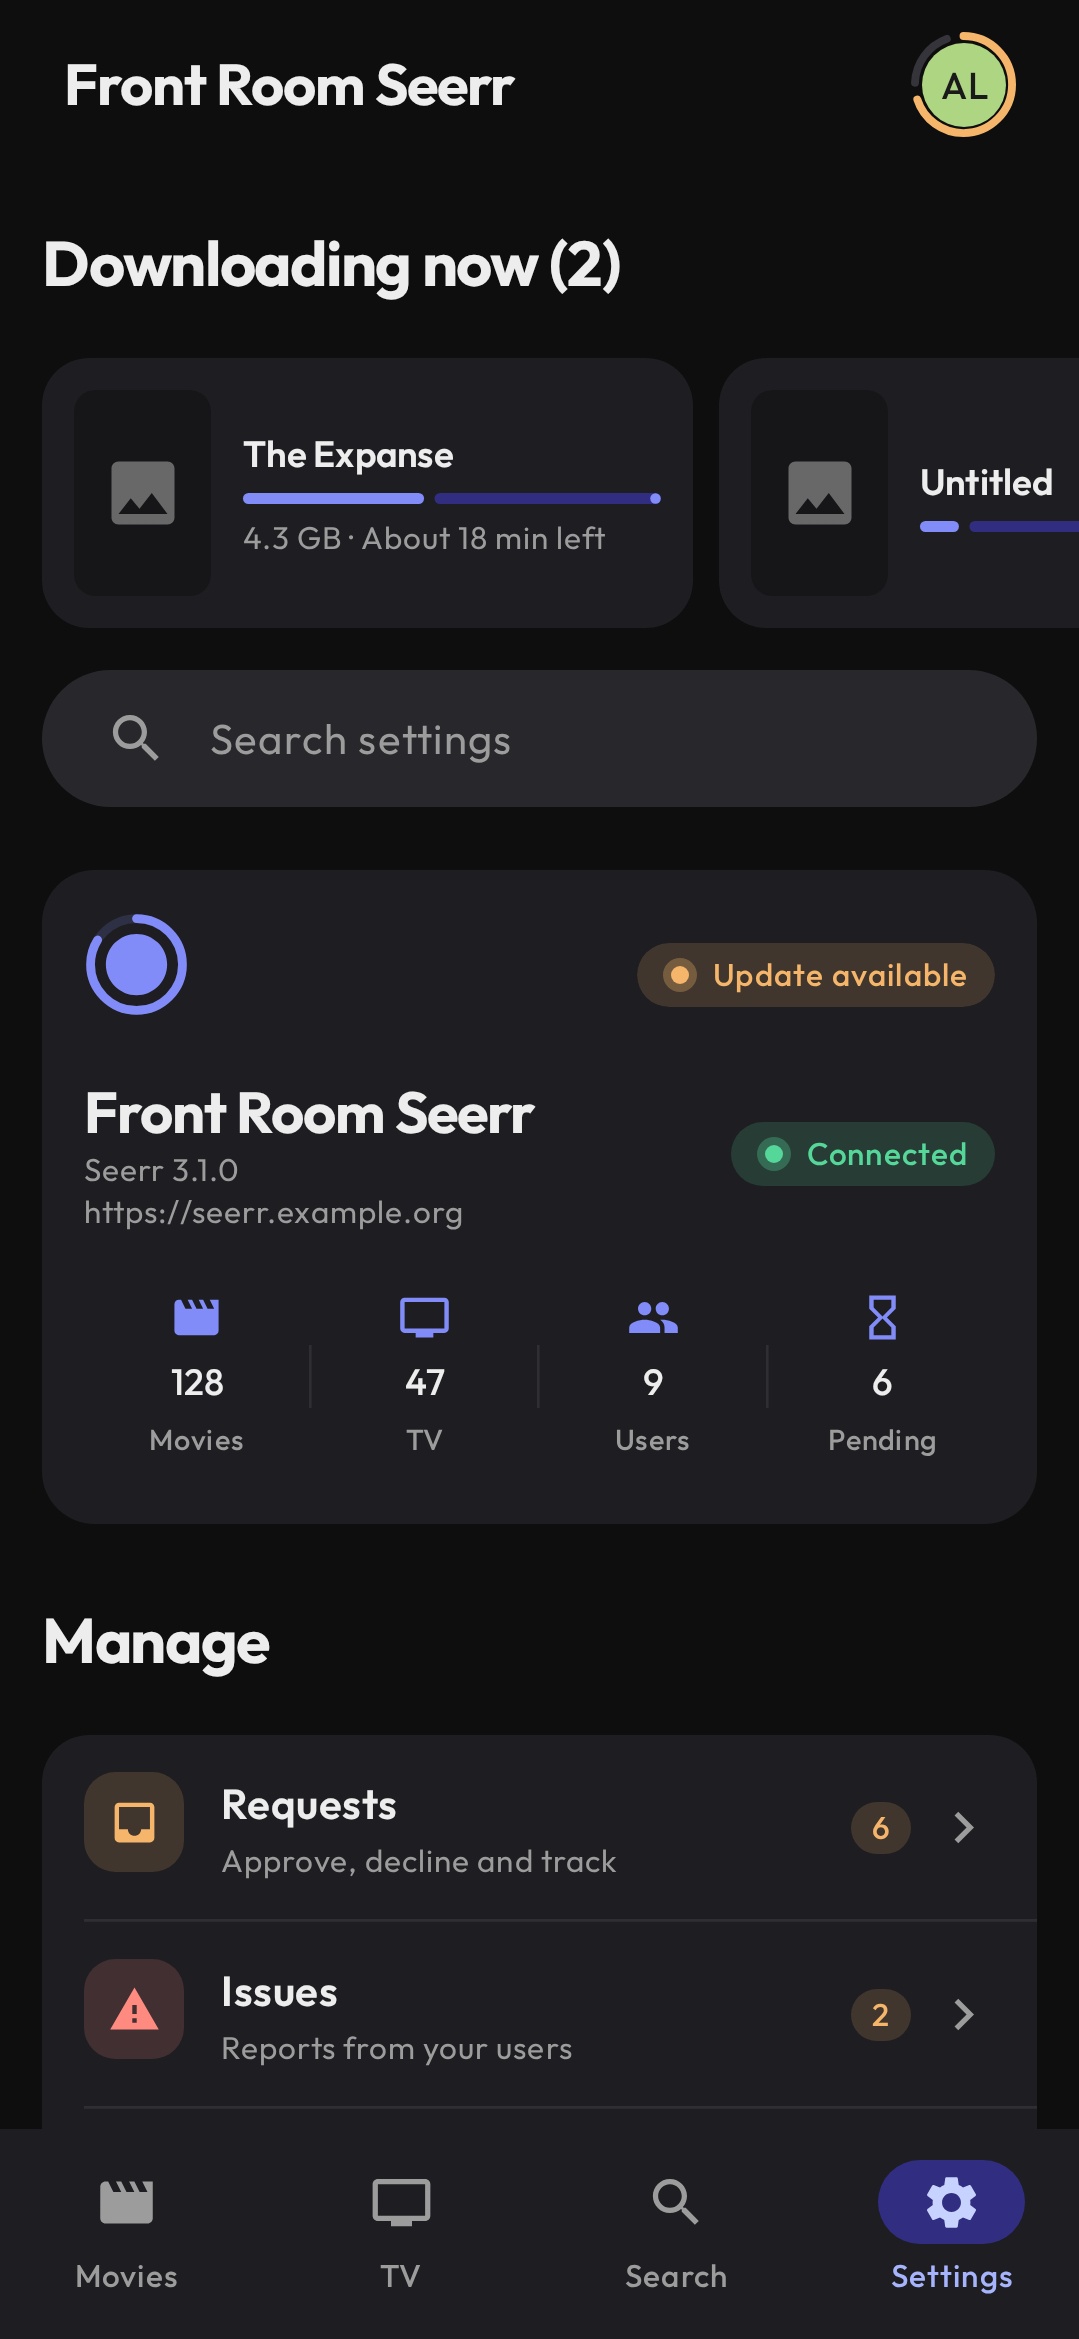 Front Room Seerr
AL
Downloading now (2)
The Expanse
4.3 GB · About 18 min left
Untitled
Search settings
Update available
Front Room Seerr
Seerr 3.1.0
https://seerr.example.org
Connected
128
Movies
47
TV
9
Users
6
Pending
Manage
Requests
Approve, decline and track
6
Issues
Reports from your users
2
Movies
TV
Search
Settings